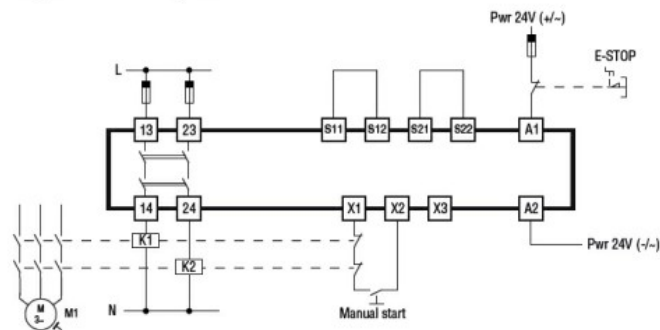 Pwr 24V (+/~)
E-STOP
L
13 23 S11 S12 S21 S22 A1
14 24 X1 X2 X3 A2
K1
K2
Pwr 24V (-/~)
M
3~
M1
N
Manual start